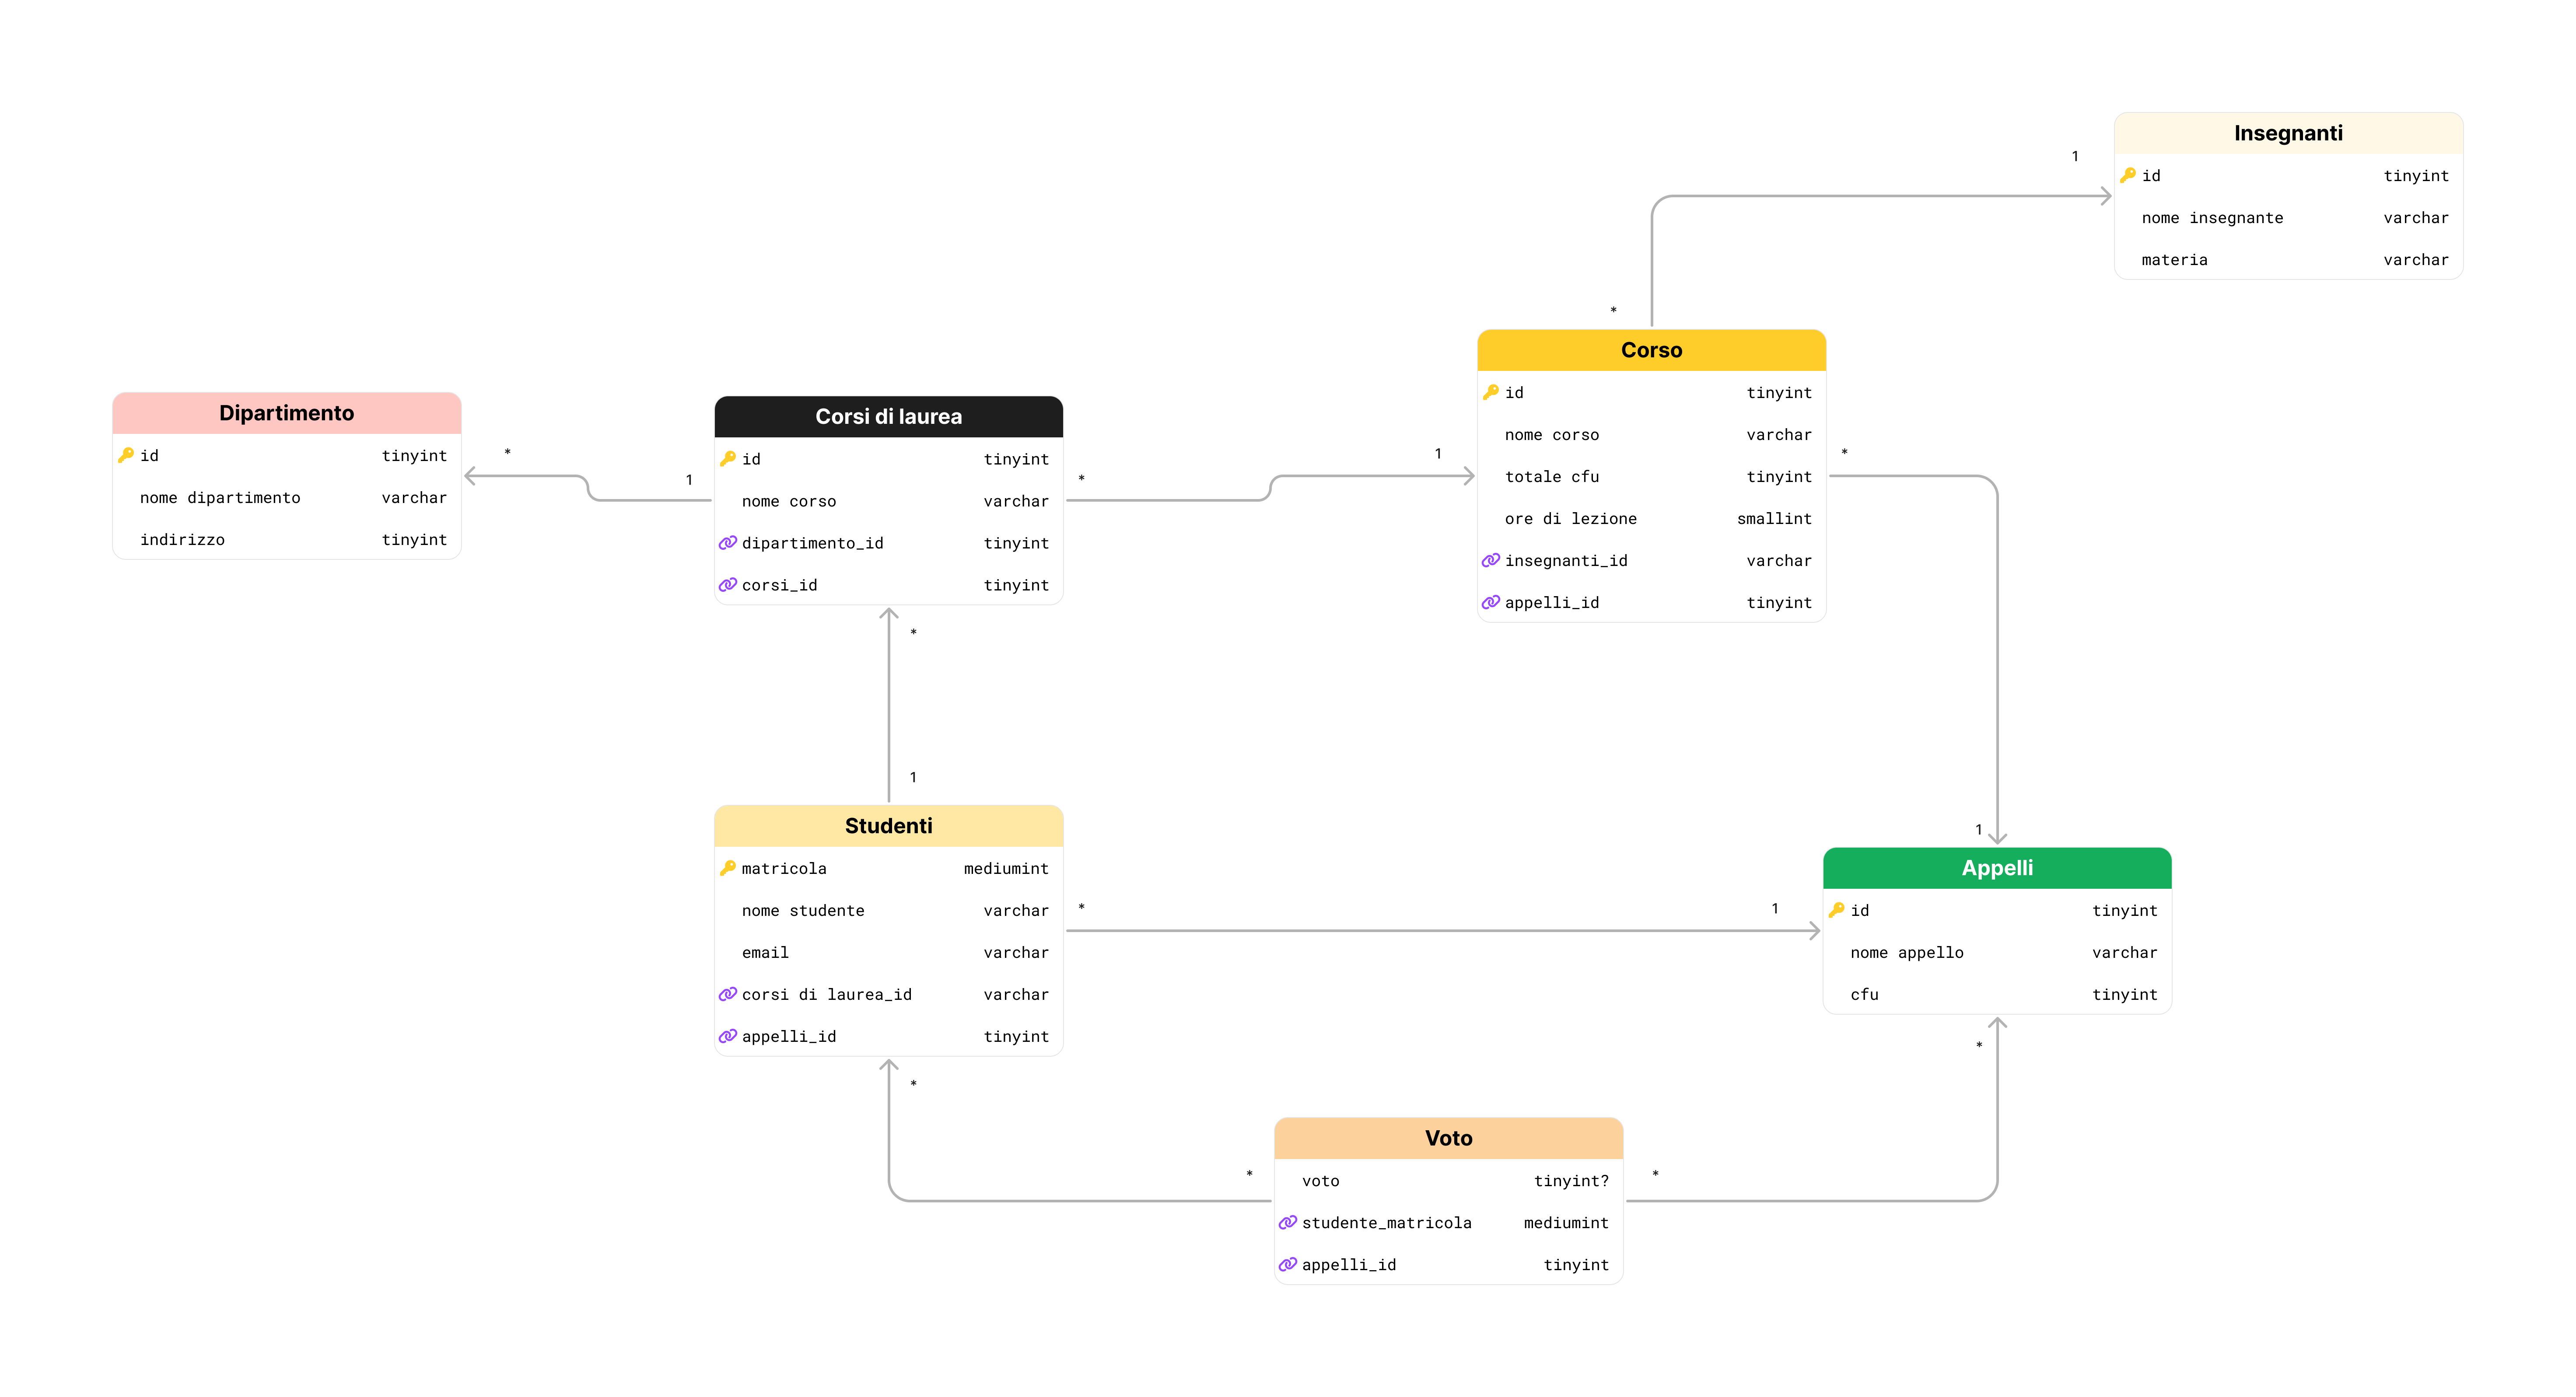 Insegnanti
id tinyint
nome insegnante varchar
materia varchar
1
*
Corso
id tinyint
nome corso varchar
totale cfu tinyint
ore di lezione smallint
insegnanti_id varchar
appelli_id tinyint
Dipartimento
id tinyint
nome dipartimento varchar
indirizzo tinyint
*
1
Corsi di laurea
id tinyint
nome corso varchar
dipartimento_id tinyint
corsi_id tinyint
*
1
*
*
1
1
Studenti
matricola mediumint
nome studente varchar
email varchar
corsi di laurea_id varchar
appelli_id tinyint
*
1
Appelli
id tinyint
nome appello varchar
cfu tinyint
*
*
Voto
voto tinyint?
studente_matricola mediumint
appelli_id tinyint
*
*